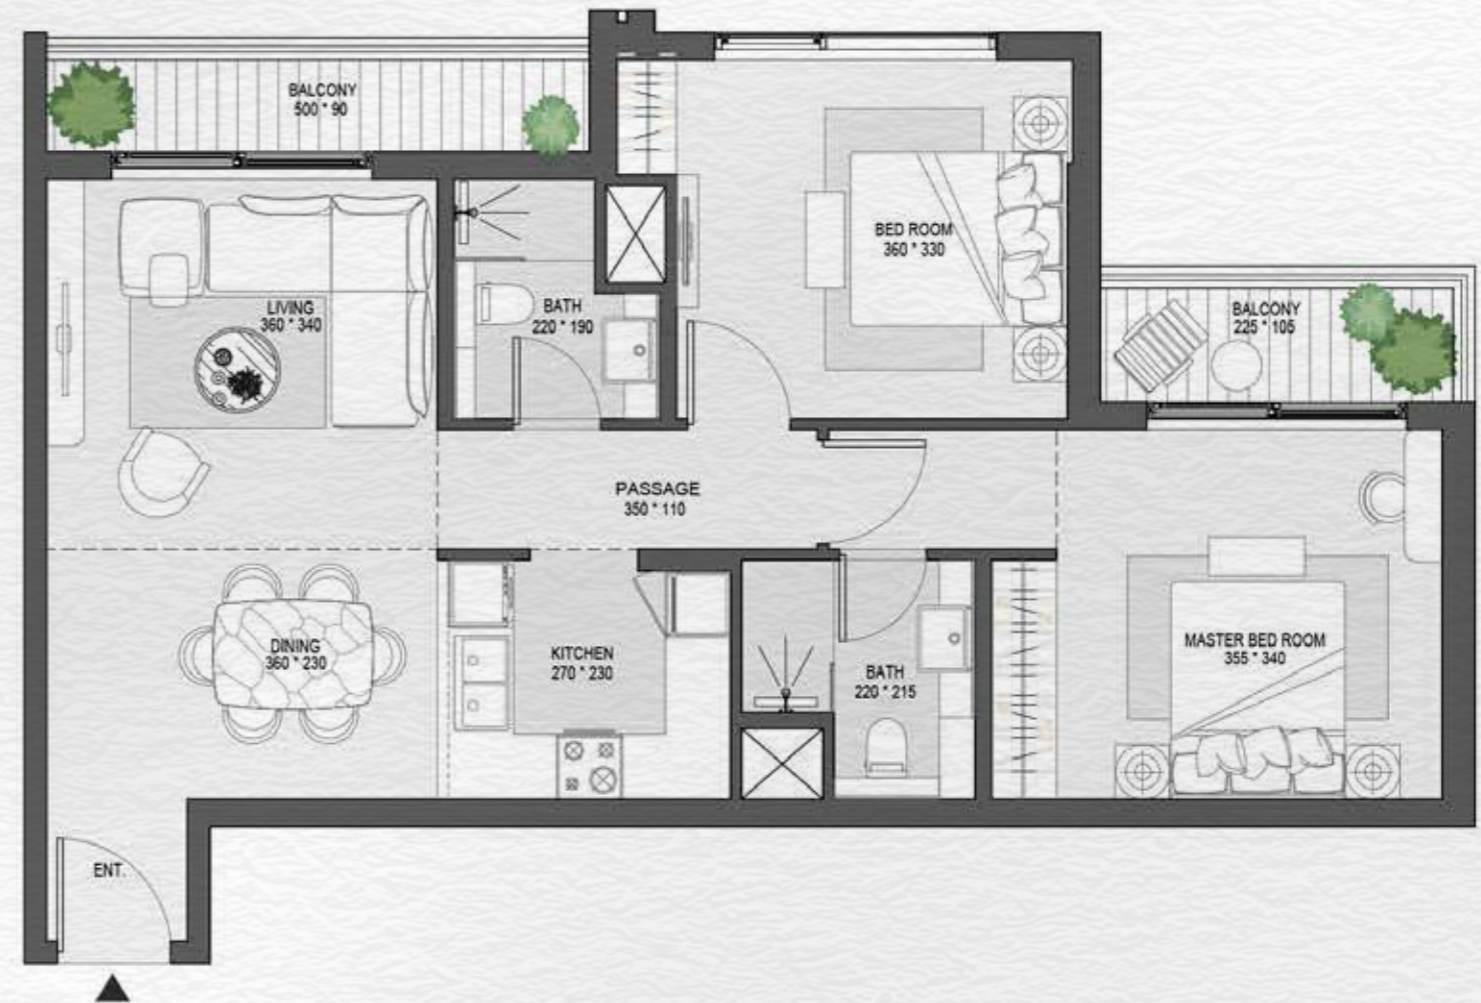 BALCONY
500 * 90
BED ROOM
360 * 330
LIVING
360 * 340
BATH
220 * 190
BALCONY
225 * 105
PASSAGE
350 * 110
DINING
360 * 230
KITCHEN
270 * 230
BATH
220 * 215
MASTER BED ROOM
355 * 340
ENT.